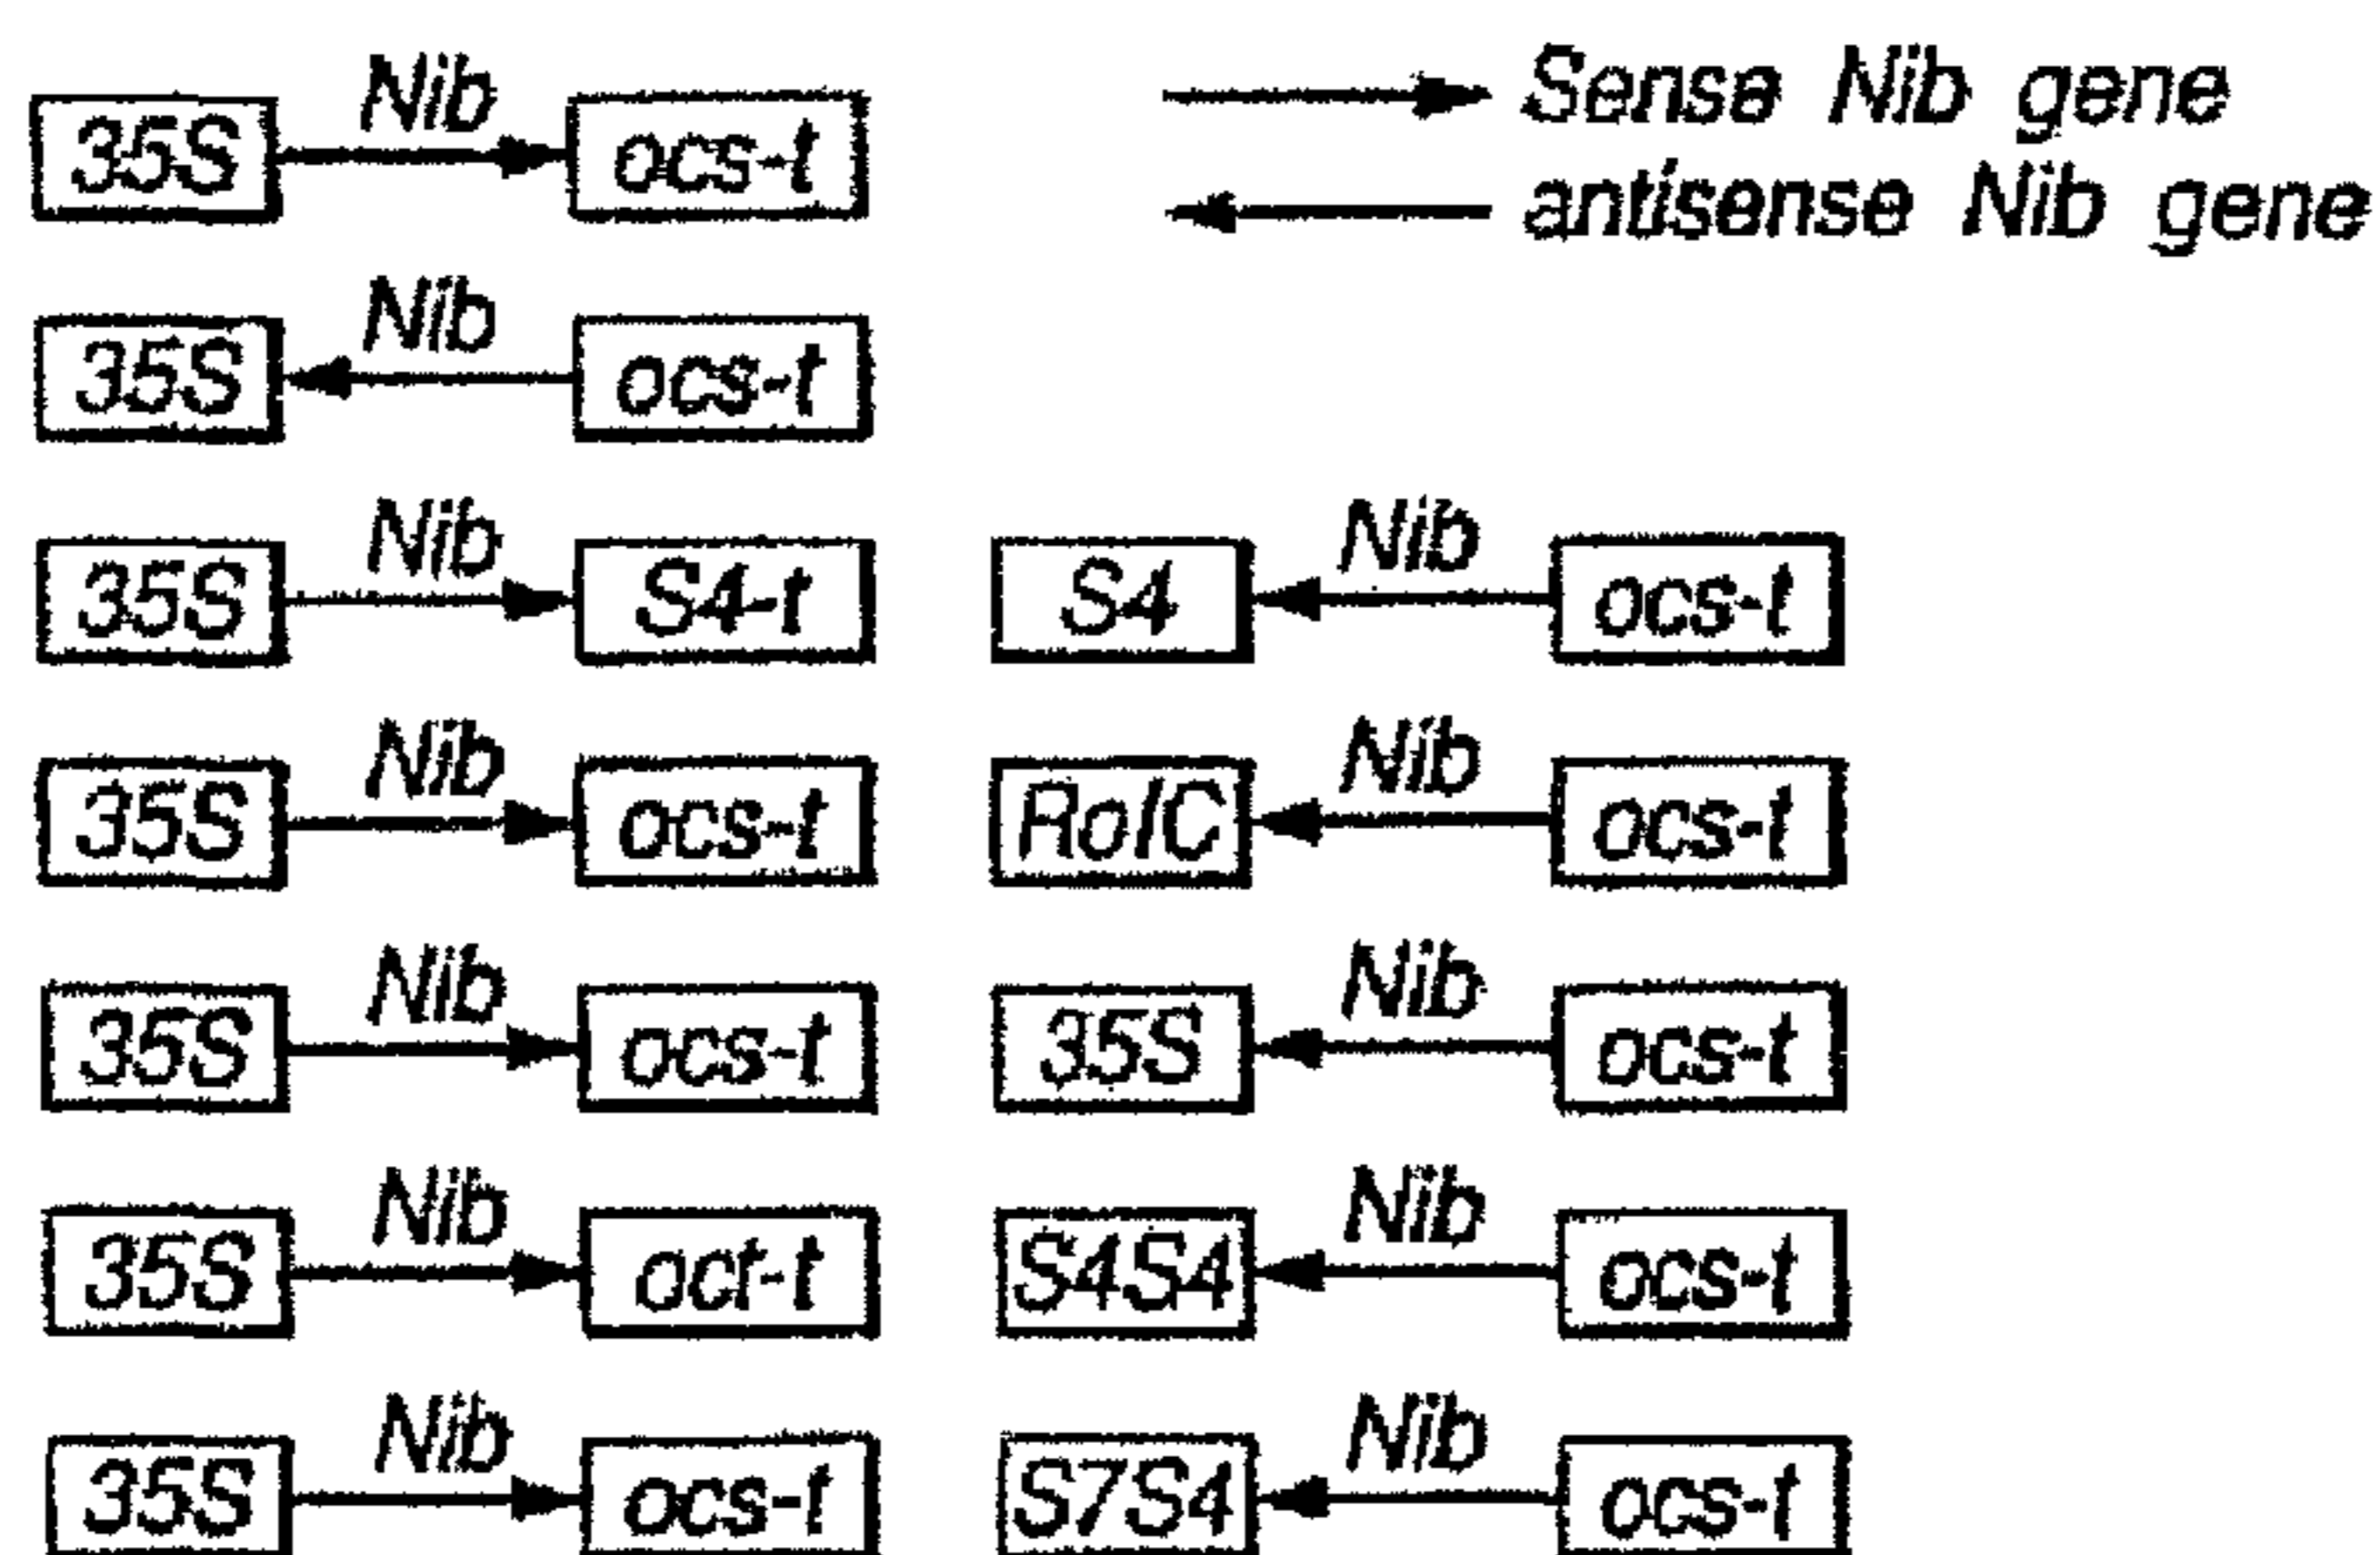 Nib
35S ocs-t
Sense Nib gene
antisense Nib gene
Nib
35S ocs-t
Nib Nib
35S S4-t S4 ocs-t
Nib Nib
35S ocs-t RolC ocs-t
Nib Nib
35S ocs-t 35S ocs-t
Nib Nib
35S oct-t S4S4 ocs-t
Nib Nib
35S ocs-t S7S4 ocs-t